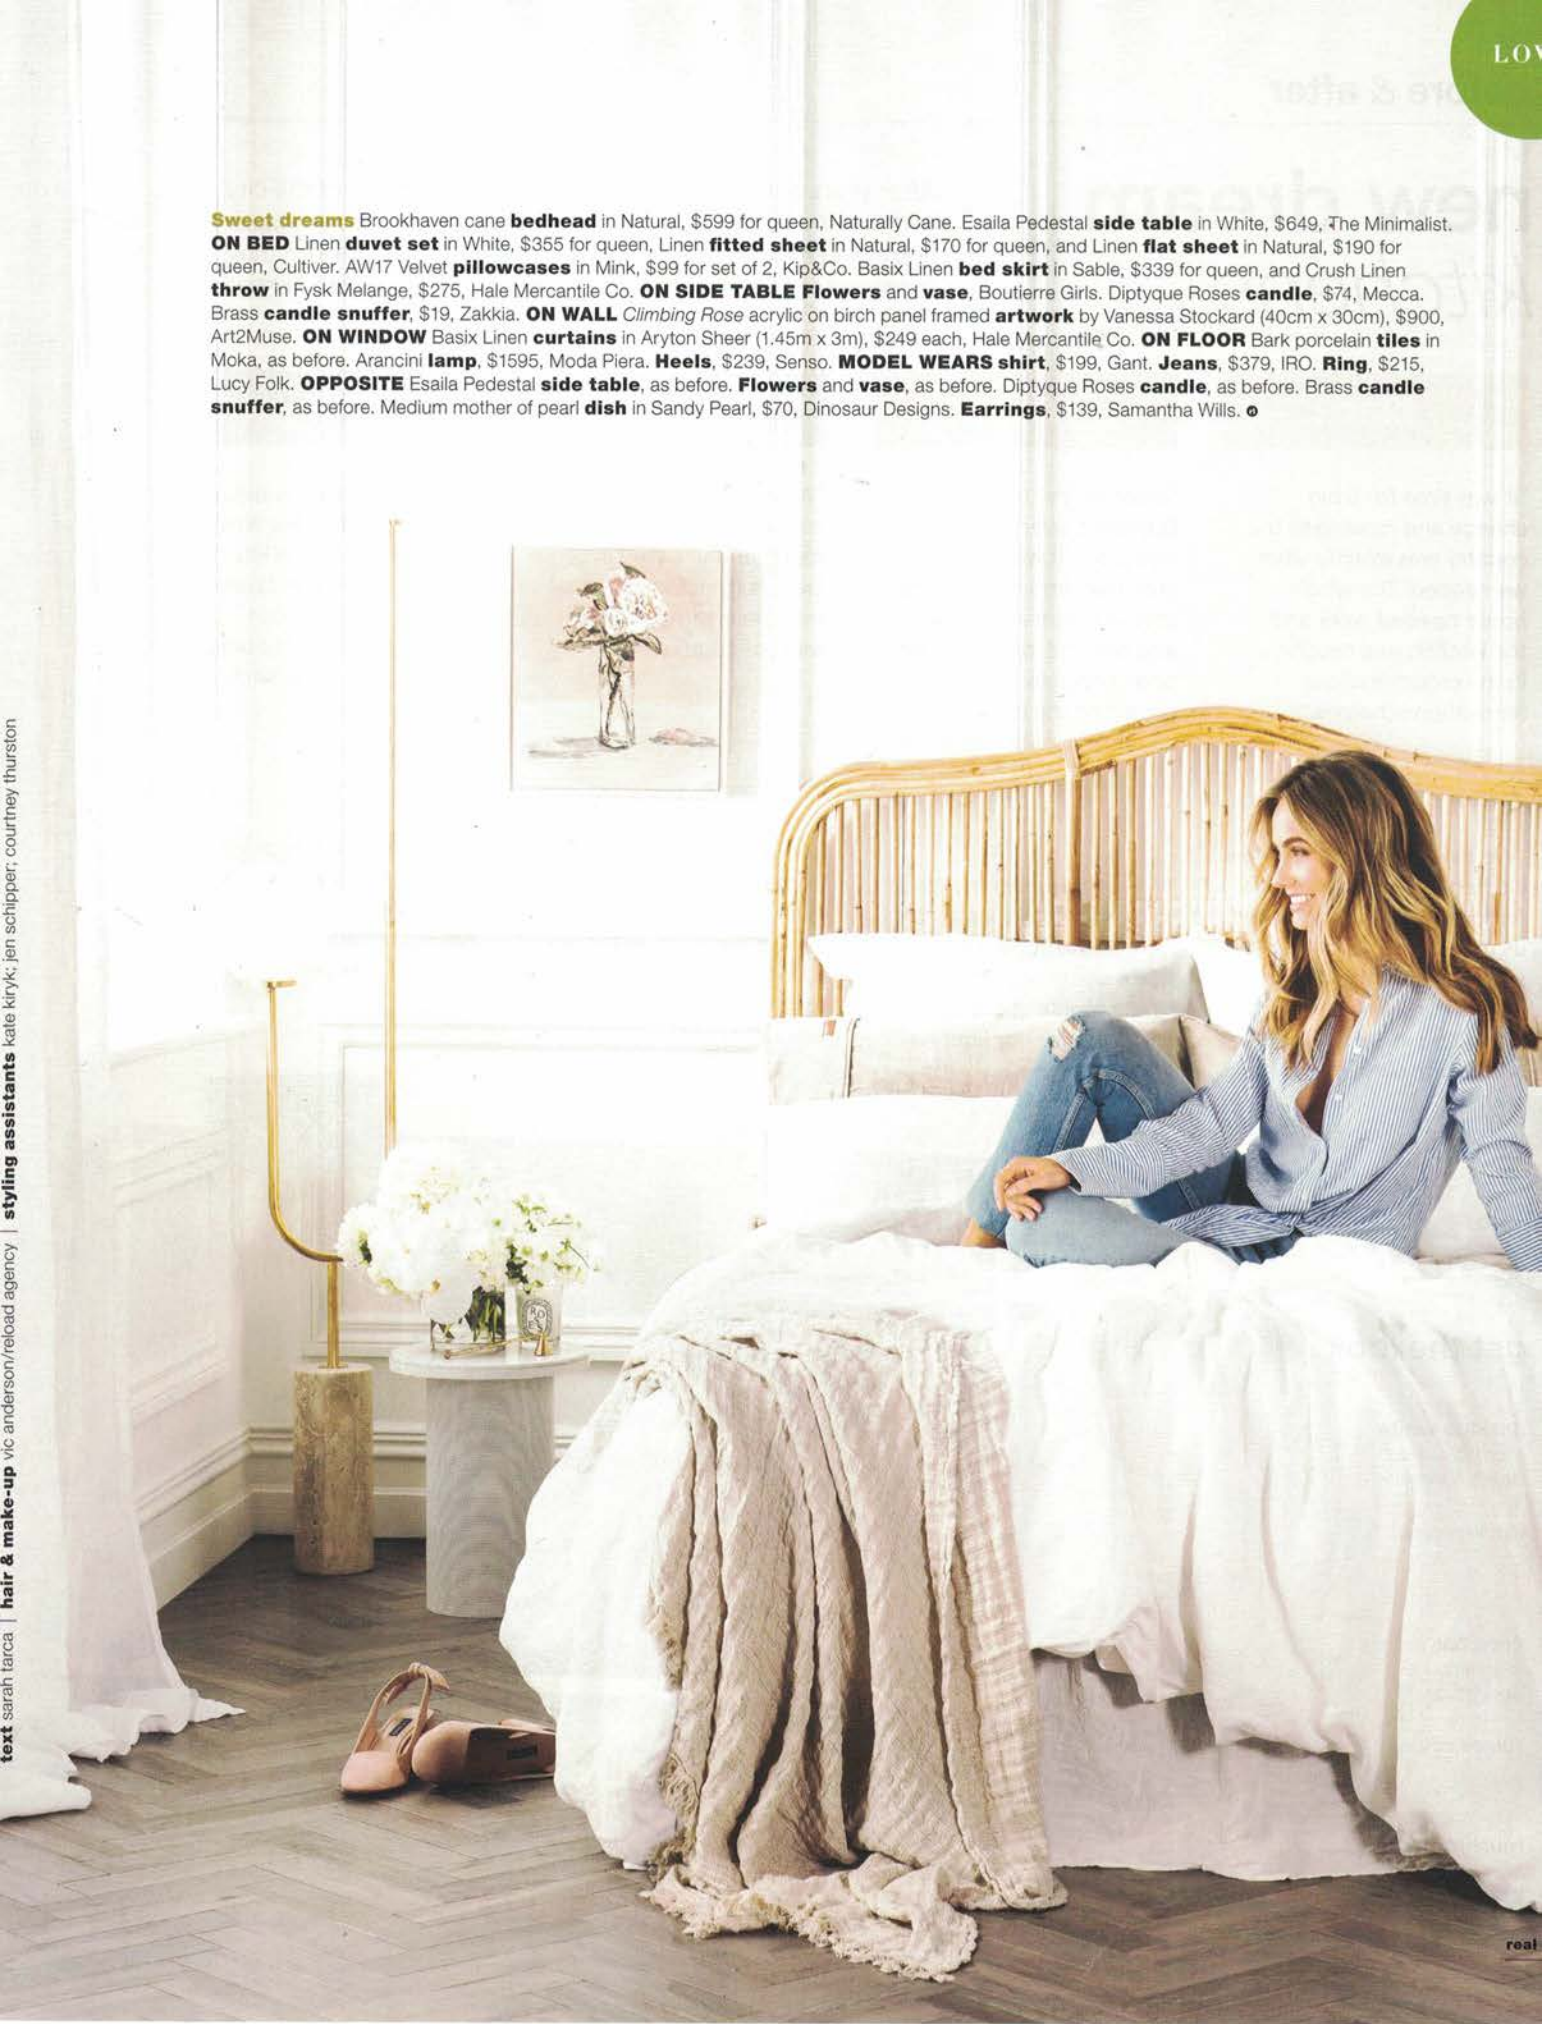 LOV
Sweet dreams Brookhaven cane bedhead in Natural, $599 for queen, Naturally Cane. Esaila Pedestal side table in White, $649, The Minimalist.
ON BED Linen duvet set in White, $355 for queen, Linen fitted sheet in Natural, $170 for queen, and Linen flat sheet in Natural, $190 for
queen, Cultiver. AW17 Velvet pillowcases in Mink, $99 for set of 2, Kip&Co. Basix Linen bed skirt in Sable, $339 for queen, and Crush Linen
throw in Fysk Melange, $275, Hale Mercantile Co. ON SIDE TABLE Flowers and vase, Boutierre Girls. Diptyque Roses candle, $74, Mecca.
Brass candle snuffer, $19, Zakkia. ON WALL Climbing Rose acrylic on birch panel framed artwork by Vanessa Stockard (40cm x 30cm), $900,
Art2Muse. ON WINDOW Basix Linen curtains in Aryton Sheer (1.45m x 3m), $249 each, Hale Mercantile Co. ON FLOOR Bark porcelain tiles in
Moka, as before. Arancini lamp, $1595, Moda Piera. Heels, $239, Senso. MODEL WEARS shirt, $199, Gant. Jeans, $379, IRO. Ring, $215,
Lucy Folk. OPPOSITE Esaila Pedestal side table, as before. Flowers and vase, as before. Diptyque Roses candle, as before. Brass candle
snuffer, as before. Medium mother of pearl dish in Sandy Pearl, $70, Dinosaur Designs. Earrings, $139, Samantha Wills.
text sarah tarca | hair & make-up vic anderson/reload agency | styling assistants kate kiryk; jen schipper; courtney thurston
real